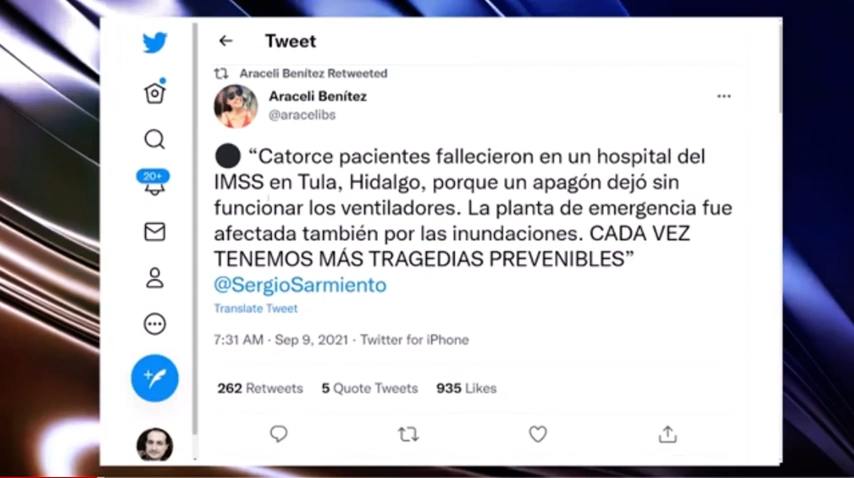 Tweet
Araceli Benítez Retweeted
Araceli Benítez
@aracelibs
“Catorce pacientes fallecieron en un hospital del
IMSS en Tula, Hidalgo, porque un apagón dejó sin
funcionar los ventiladores. La planta de emergencia fue
afectada también por las inundaciones. CADA VEZ
TENEMOS MÁS TRAGEDIAS PREVENIBLES”
@SergioSarmiento
Translate Tweet
7:31 AM · Sep 9, 2021 · Twitter for iPhone
262 Retweets 5 Quote Tweets 935 Likes
20+